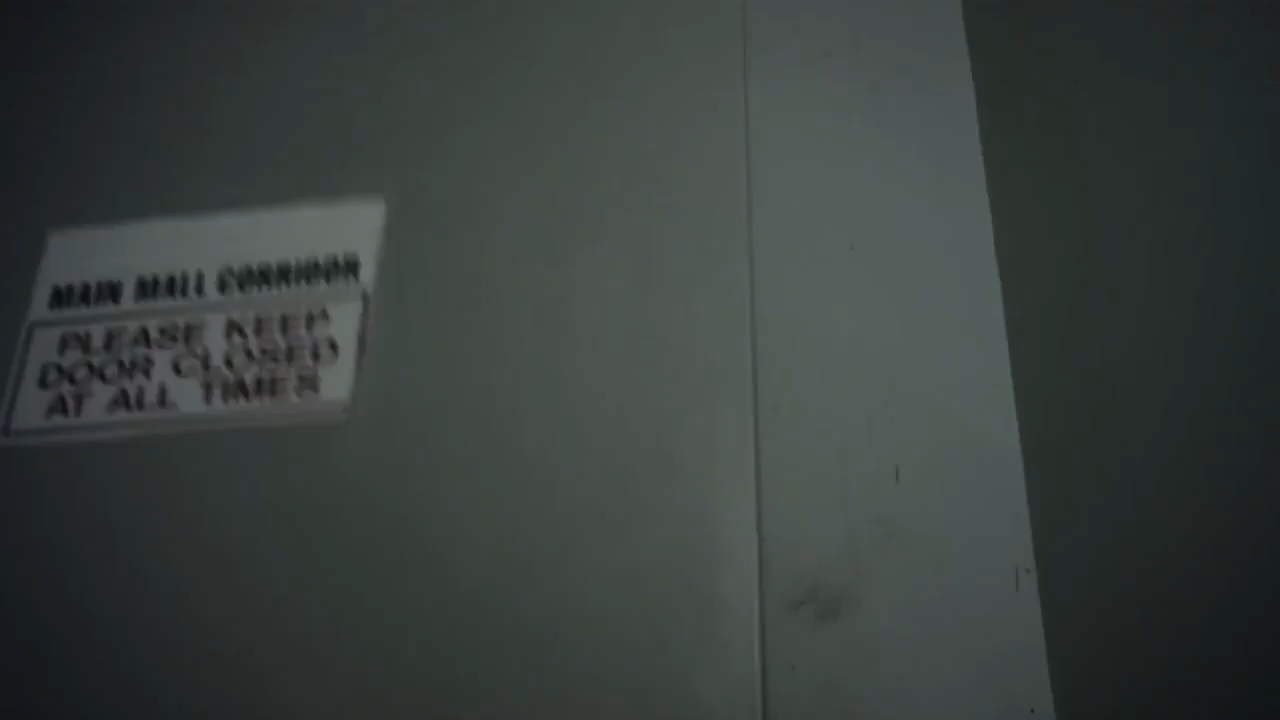 MAIN MALL CORRIDOR
PLEASE KEEP
DOOR CLOSED
AT ALL TIMES